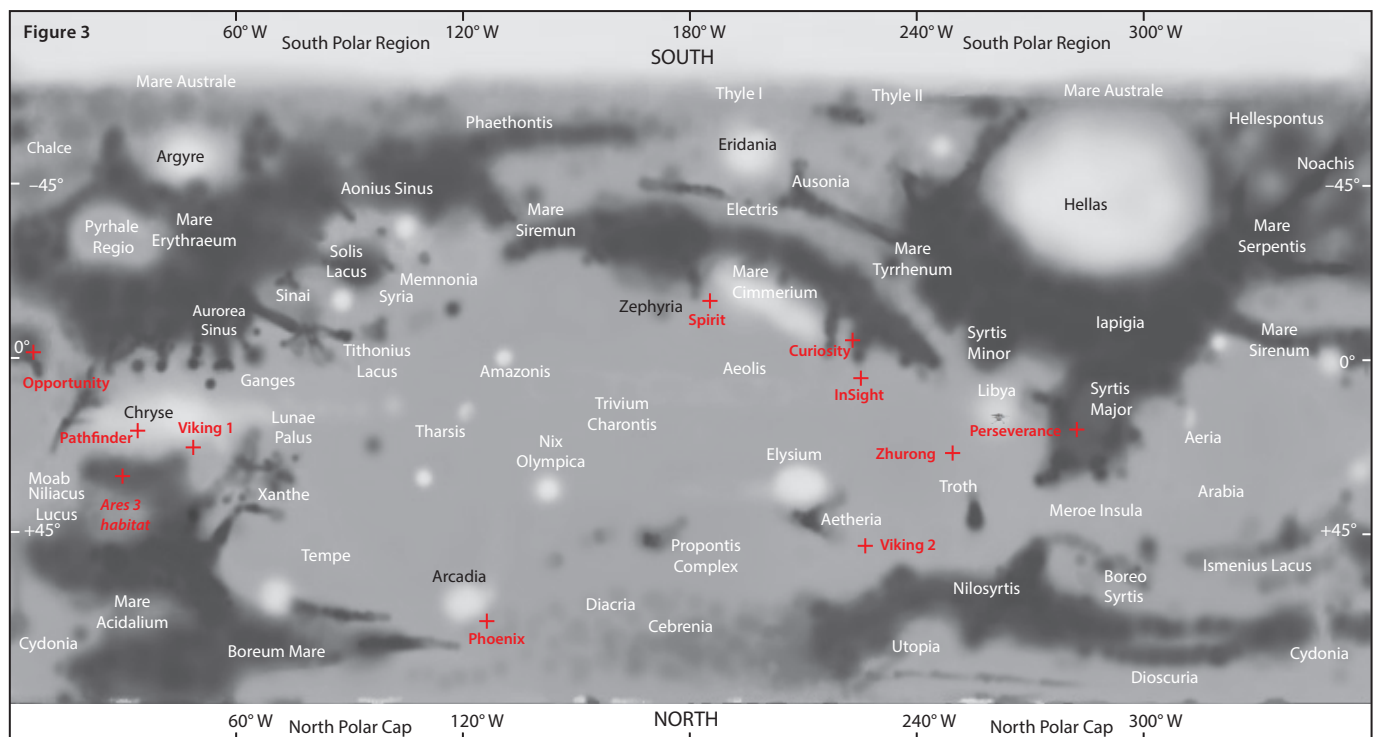 Figure 3
60° W
South Polar Region
120° W
180° W
SOUTH
240° W
South Polar Region
300° W
Mare Australe
Thyle I
Thyle II
Mare Australe
Phaethontis
Hellespontus
Chalce
Argyre
Eridania
Noachis
–45°
Aonius Sinus
Ausonia
–45°
Pyrhale
Regio
Mare
Erythraeum
Mare
Siremun
Electris
Hellas
Mare
Serpentis
Solis
Lacus
Memnonia
Mare
Tyrrhenum
Mare
Cimmerium
Sinai
Syria
Zephyria
Spirit
Aurorea
Sinus
Iapigia
Syrtis
Minor
Mare
Sirenum
0°
Tithonius
Lacus
Curiosity
0°
Opportunity
Ganges
Amazonis
Aeolis
InSight
Libya
Syrtis
Major
Chryse
Lunae
Palus
Trivium
Charontis
Pathfinder
Viking 1
Tharsis
Perseverance
Aeria
Nix
Olympica
Elysium
Zhurong
Moab
Niliacus
Lucus
Ares 3
habitat
Xanthe
Troth
Arabia
Meroe Insula
+45°
Aetheria
+45°
Tempe
Propontis
Complex
Viking 2
Ismenius Lacus
Arcadia
Nilosyrtis
Boreo
Syrtis
Mare
Acidalium
Diacria
Cebrenia
Phoenix
Cydonia
Boreum Mare
Utopia
Cydonia
Dioscuria
60° W
North Polar Cap
120° W
NORTH
240° W
North Polar Cap
300° W